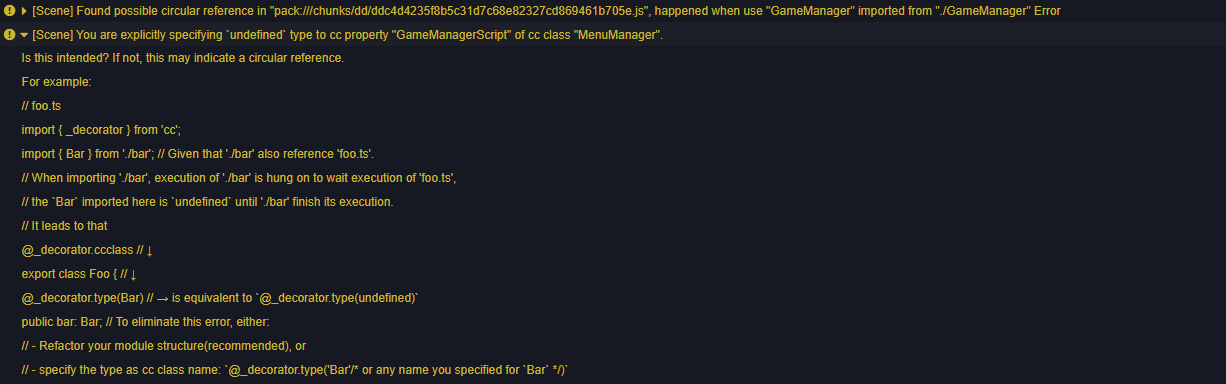 [Scene] Found possible circular reference in "pack:///chunks/dd/ddc4d4235f8b5c31d7c68e82327cd869461b705e.js", happened when use "GameManager" imported from "./GameManager" Error
[Scene] You are explicitly specifying `undefined` type to cc property "GameManagerScript" of cc class "MenuManager".
Is this intended? If not, this may indicate a circular reference.
For example:
// foo.ts
import { _decorator } from 'cc';
import { Bar } from './bar'; // Given that './bar' also reference 'foo.ts'.
// When importing './bar', execution of './bar' is hung on to wait execution of 'foo.ts',
// the `Bar` imported here is `undefined` until './bar' finish its execution.
// It leads to that
@_decorator.ccclass // ↓
export class Foo { // ↓
@_decorator.type(Bar) // → is equivalent to `@_decorator.type(undefined)`
public bar: Bar; // To eliminate this error, either:
// - Refactor your module structure(recommended), or
// - specify the type as cc class name: `@_decorator.type('Bar'/* or any name you specified for `Bar` */)`